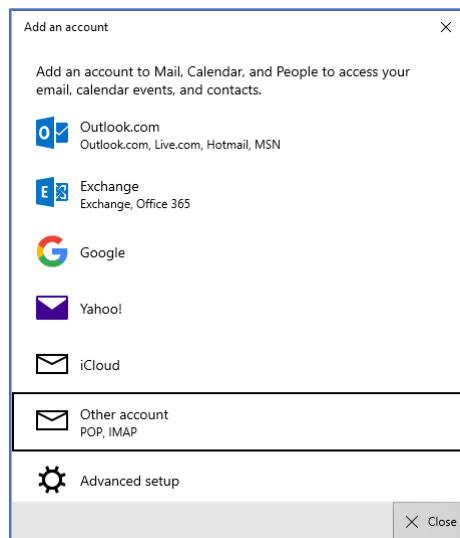 Add an account
Add an account to Mail, Calendar, and People to access your
email, calendar events, and contacts.
Outlook.com
Outlook.com, Live.com, Hotmail, MSN
Exchange
Exchange, Office 365
Google
Yahoo!
iCloud
Other account
POP, IMAP
Advanced setup
Close